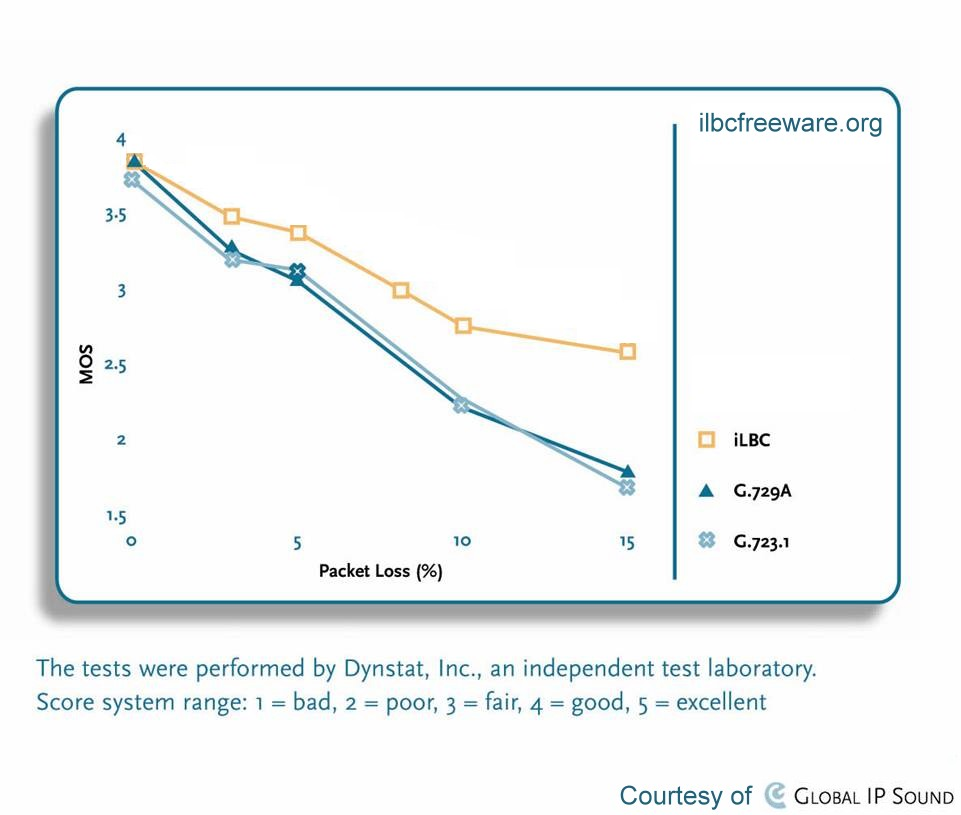 ilbcfreeware.org
4
3.5
3
2.5
2
1.5
MOS
0 5 10 15
Packet Loss (%)
iLBC
G.729A
G.723.1
The tests were performed by Dynstat, Inc., an independent test laboratory.
Score system range: 1 = bad, 2 = poor, 3 = fair, 4 = good, 5 = excellent
Courtesy of GLOBAL IP SOUND